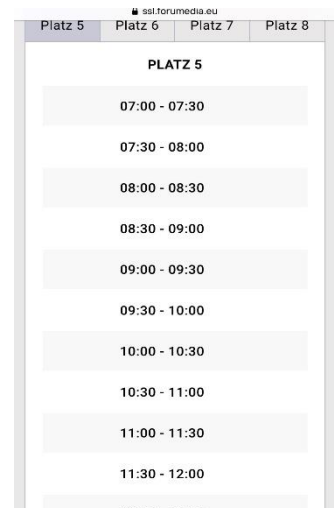 ssl.forumedia.eu
Platz 5 Platz 6 Platz 7 Platz 8
PLATZ 5
07:00 - 07:30
07:30 - 08:00
08:00 - 08:30
08:30 - 09:00
09:00 - 09:30
09:30 - 10:00
10:00 - 10:30
10:30 - 11:00
11:00 - 11:30
11:30 - 12:00